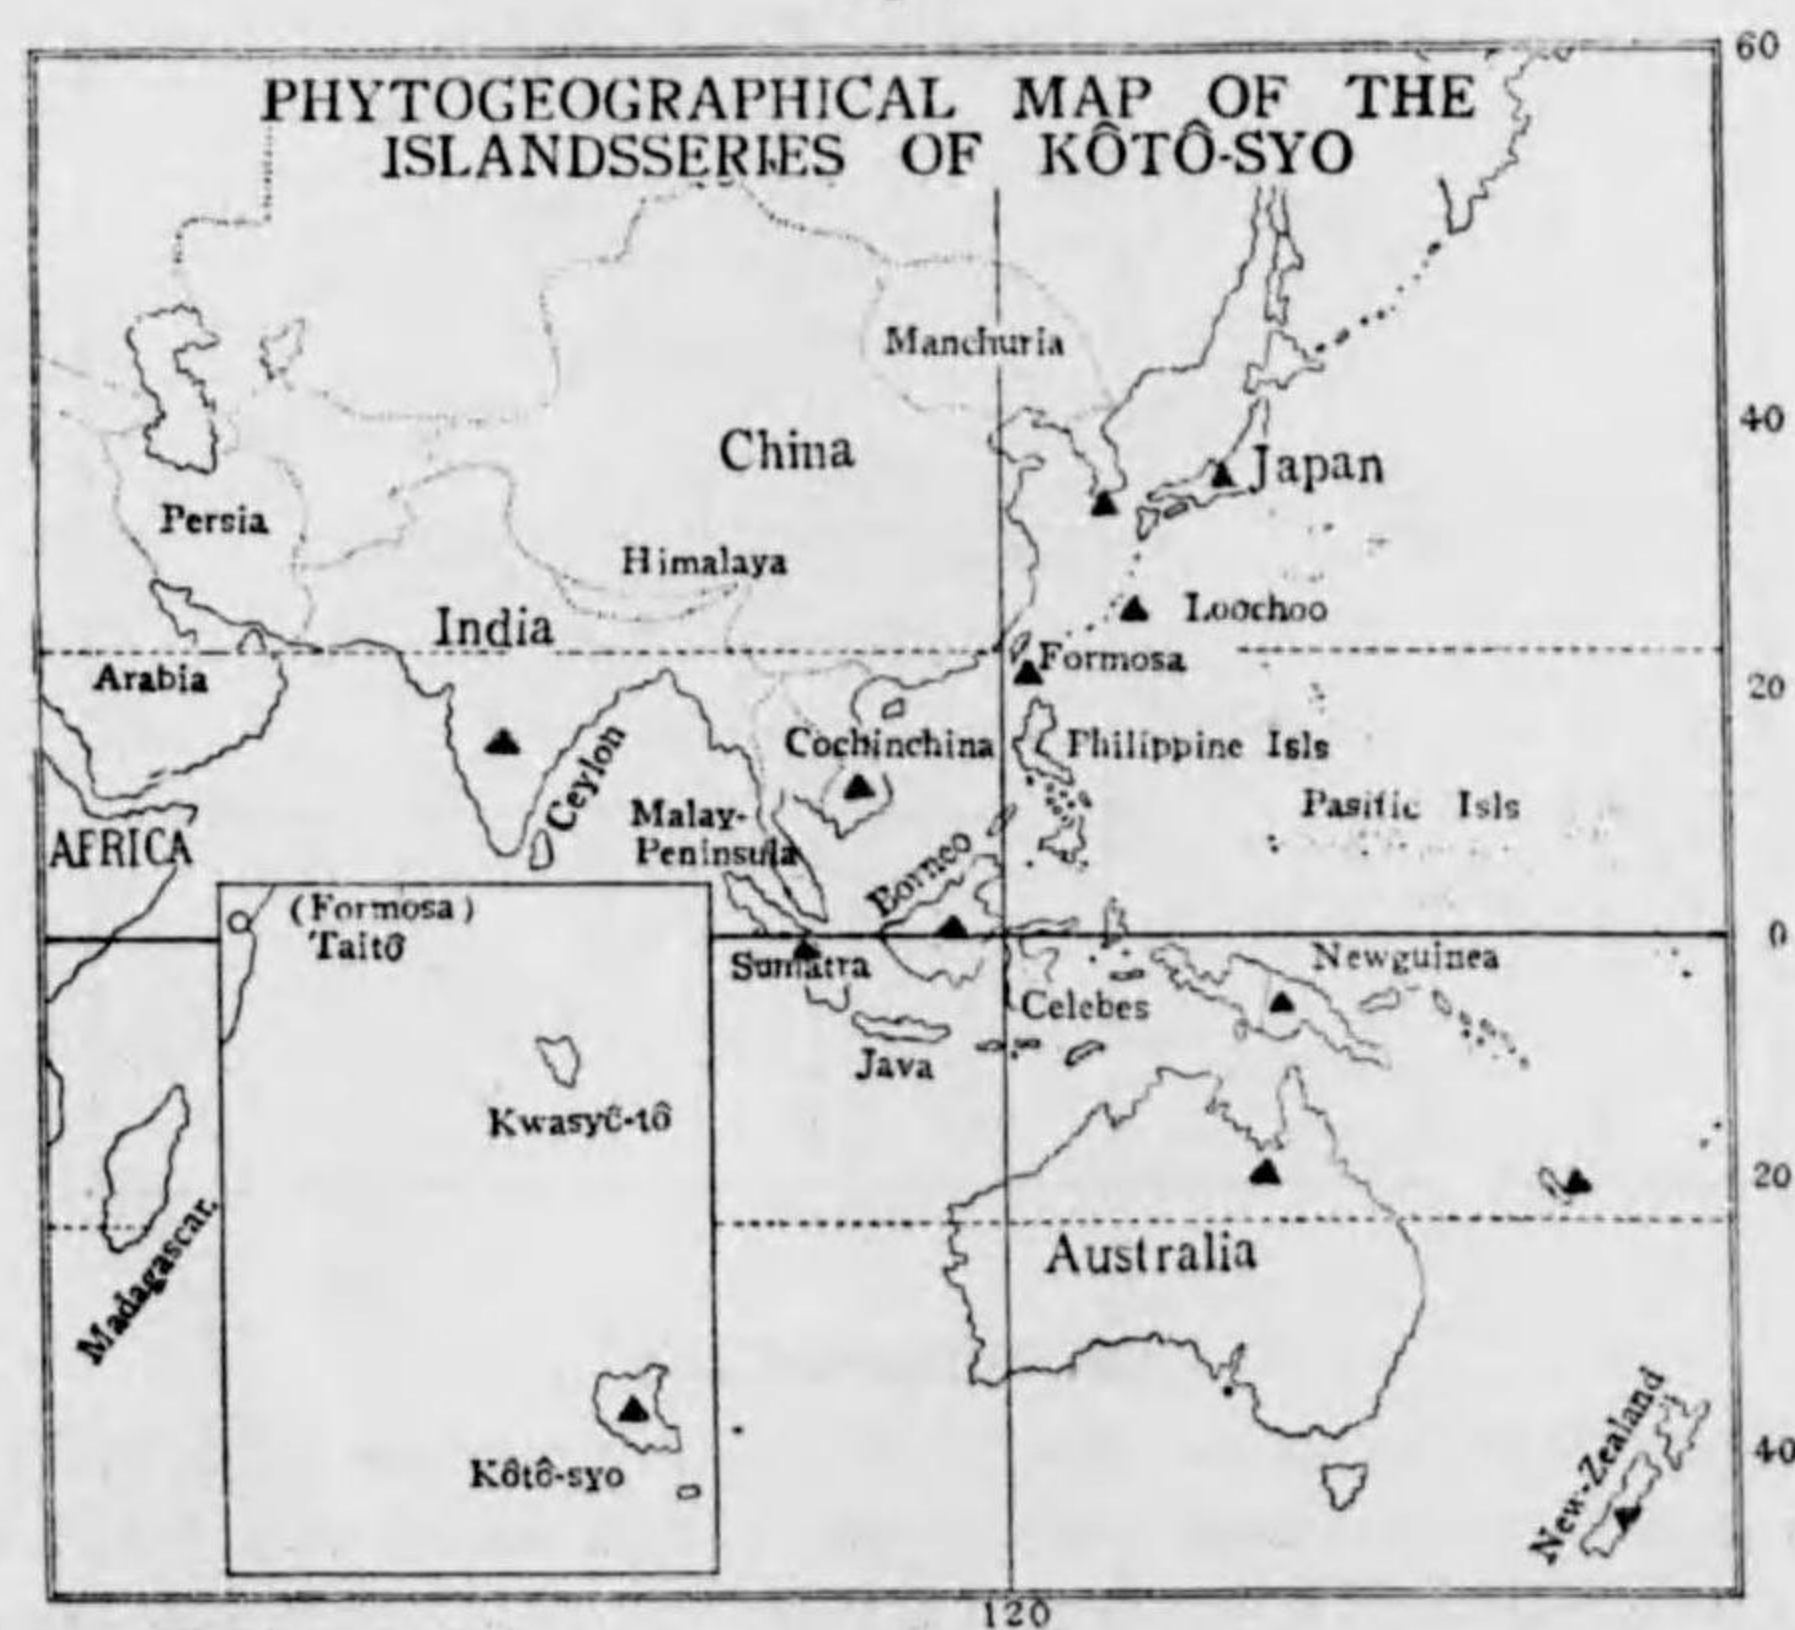 60
PHYTOGEOGRAPHICAL MAP OF THE
ISLANDSSERIES OF KÔTÔ-SYO
Manchuria
40
China
Japan
Persia
Himalaya
India
Loochoo
Formosa
Arabia
20
Cochinchina
Philippine Isls
Ceylon
Malay-
Peninsula
Pasific Isls
AFRICA
Borneo
(Formosa)
Taitô
0
Sumatra
Newguinea
Celebes
Java
Kwasyô-tô
20
Madagascar.
Australia
Kôtô-syo
New-Zealand
40
120